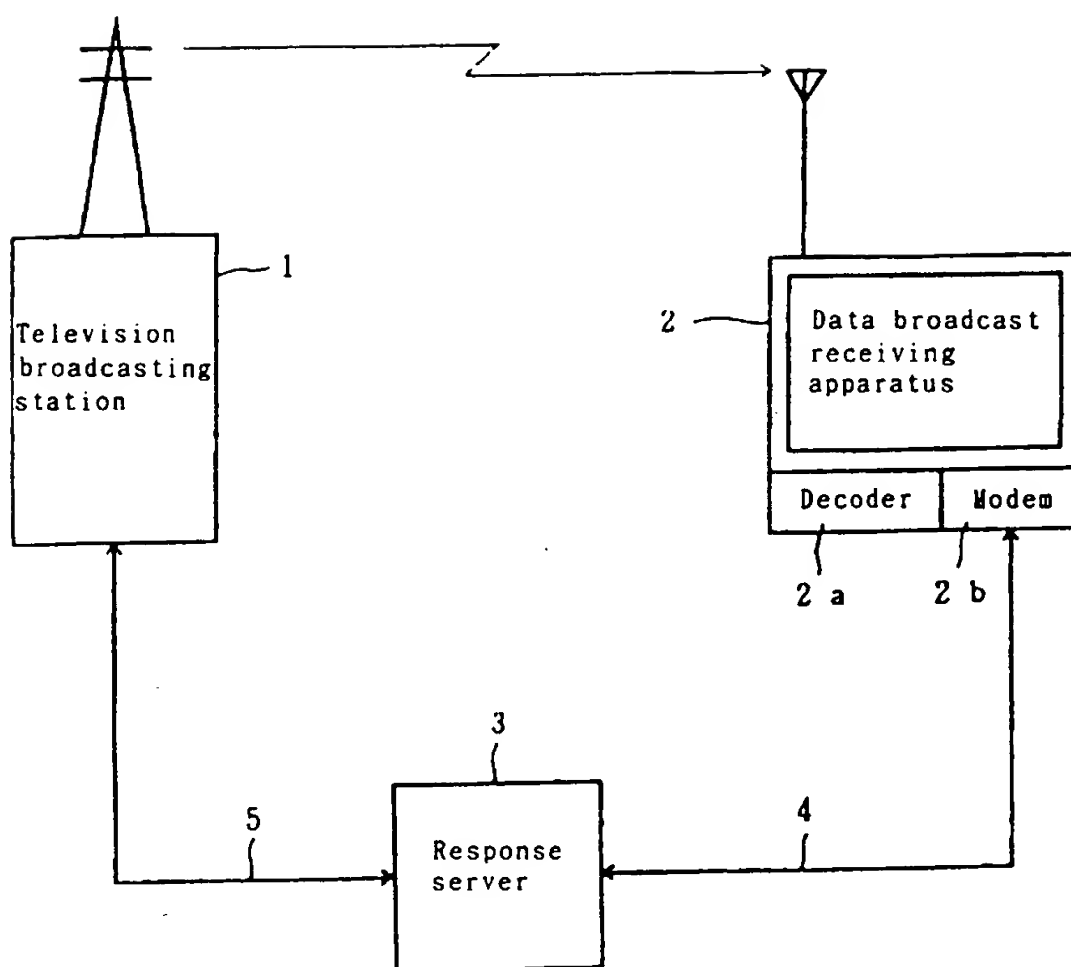 1
Television
broadcasting
station
2
Data broadcast
receiving
apparatus
Decoder
Modem
2 a
2 b
3
5
4
Response
server